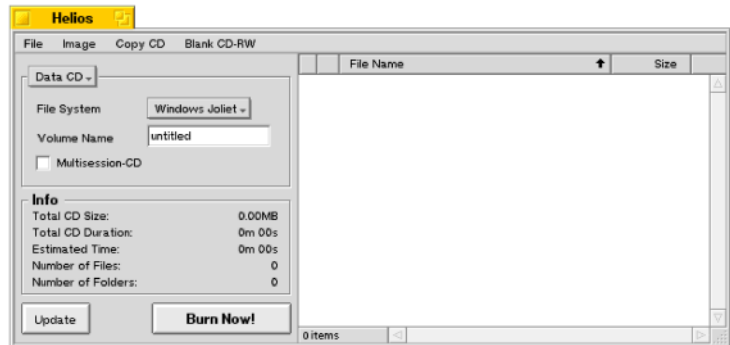 Helios
File Image Copy CD Blank CD-RW
Data CD
File System Windows Joliet
Volume Name untitled
Multisession-CD
Info
Total CD Size: 0.00MB
Total CD Duration: 0m 00s
Estimated Time: 0m 00s
Number of Files: 0
Number of Folders: 0
Update Burn Now!
File Name Size
0 items